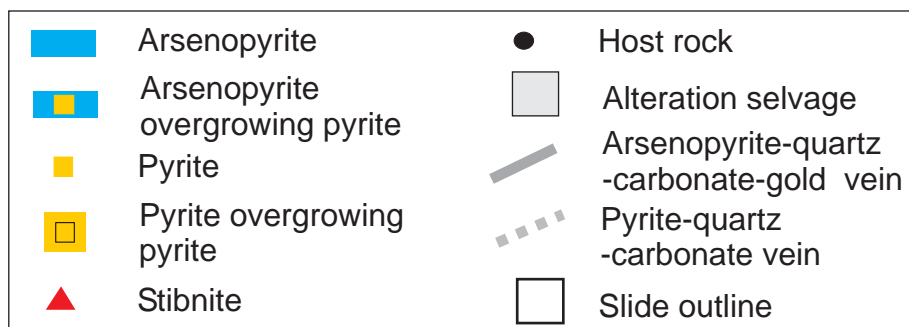 Arsenopyrite
Arsenopyrite
overgrowing pyrite
Pyrite
Pyrite overgrowing
pyrite
Stibnite
Host rock
Alteration selvage
Arsenopyrite-quartz
-carbonate-gold vein
Pyrite-quartz
-carbonate vein
Slide outline